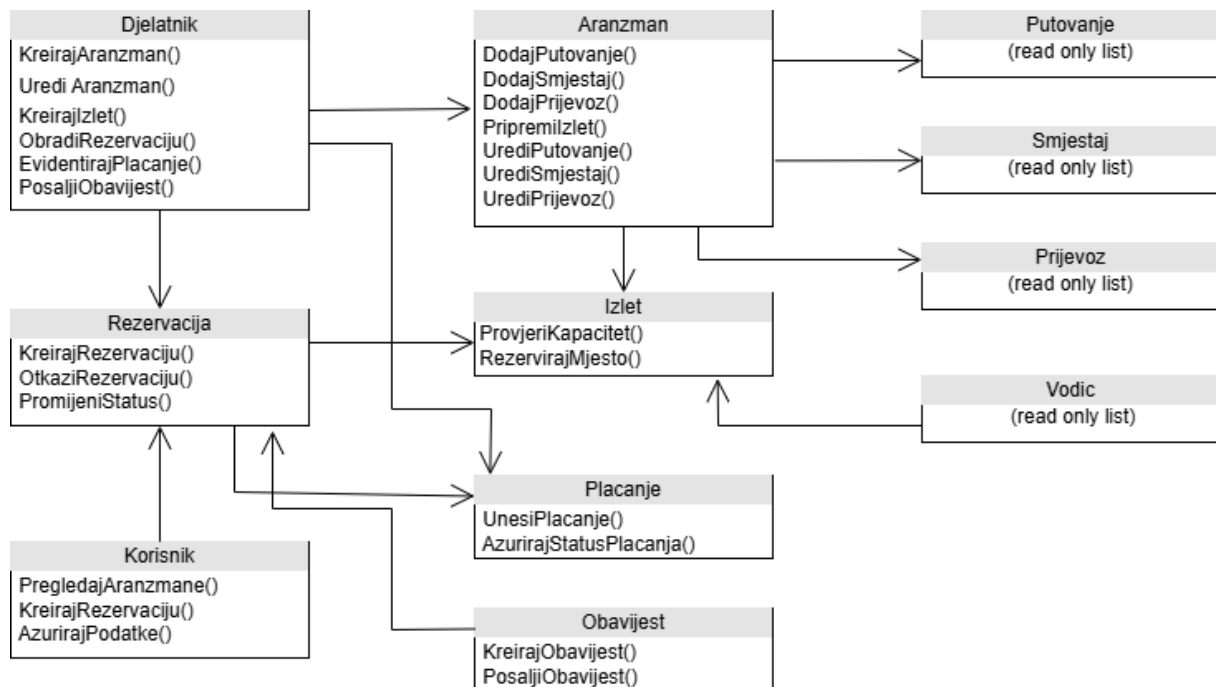 Djelatnik
KreirajAranzman()
Uredi Aranzman()
KreirajIzlet()
ObradiRezervaciju()
EvidentirajPlacanje()
PosaljiObavijest()
Aranzman
DodajPutovanje()
DodajSmjestaj()
DodajPrijevoz()
PripremiIzlet()
UrediPutovanje()
UrediSmjestaj()
UrediPrijevoz()
Putovanje
(read only list)
Smjestaj
(read only list)
Prijevoz
(read only list)
Rezervacija
KreirajRezervaciju()
OtkaziRezervaciju()
PromijeniStatus()
Izlet
ProvjeriKapacitet()
RezervirajMjesto()
Vodic
(read only list)
Placanje
UnesiPlacanje()
AzurirajStatusPlacanja()
Korisnik
PregledajAranzmane()
KreirajRezervaciju()
AzurirajPodatke()
Obavijest
KreirajObavijest()
PosaljiObavijest()